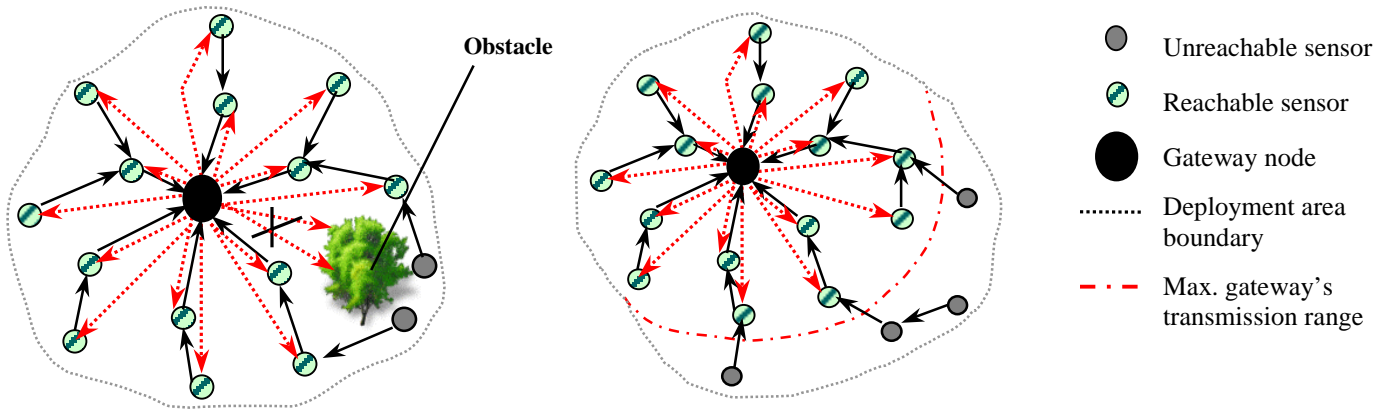 Obstacle
Unreachable sensor
Reachable sensor
Gateway node
Deployment area
boundary
Max. gateway’s
transmission range